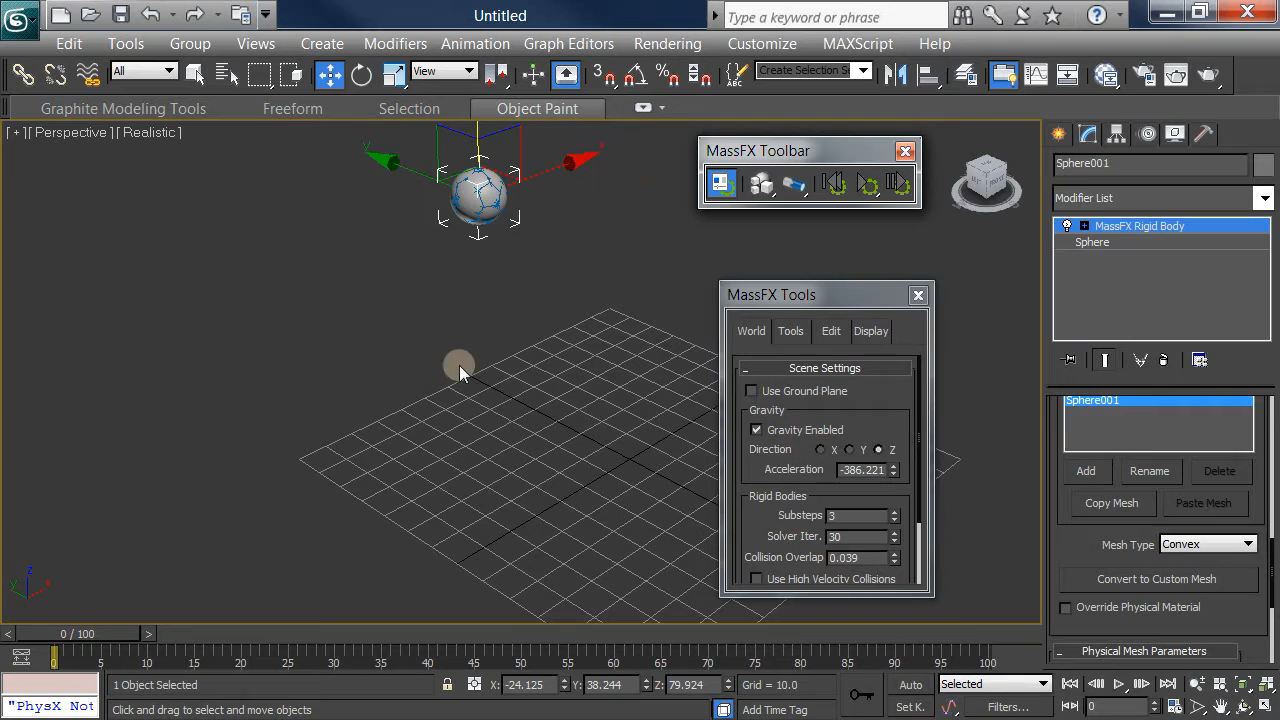 Untitled
Type a keyword or phrase
Edit Tools Group Views Create Modifiers Animation Graph Editors Rendering Customize MAXScript Help
All View Create Selection Se
Graphite Modeling Tools Freeform Selection Object Paint
[ + ] [ Perspective ] [ Realistic ]
MassFX Toolbar
Sphere001
Modifier List
MassFX Rigid Body
Sphere
MassFX Tools
World Tools Edit Display
Scene Settings
Use Ground Plane
Gravity
Gravity Enabled
Direction X Y Z
Acceleration -386.221
Rigid Bodies
Substeps 3
Solver Iter. 30
Collision Overlap 0.039
Use High Velocity Collisions
Sphere001
Add Rename Delete
Copy Mesh Paste Mesh
Mesh Type Convex
Convert to Custom Mesh
Override Physical Material
Physical Mesh Parameters
y x
z
y x
< 0 / 100 >
0 5 10 15 20 25 30 35 40 45 50 55 60 65 70 75 80 85 90 95 100
1 Object Selected X: -24.125 Y: 38.244 Z: 79.924 Grid = 10.0 Auto Selected
"PhysX Not Click and drag to select and move objects Add Time Tag Set K. Filters... 0